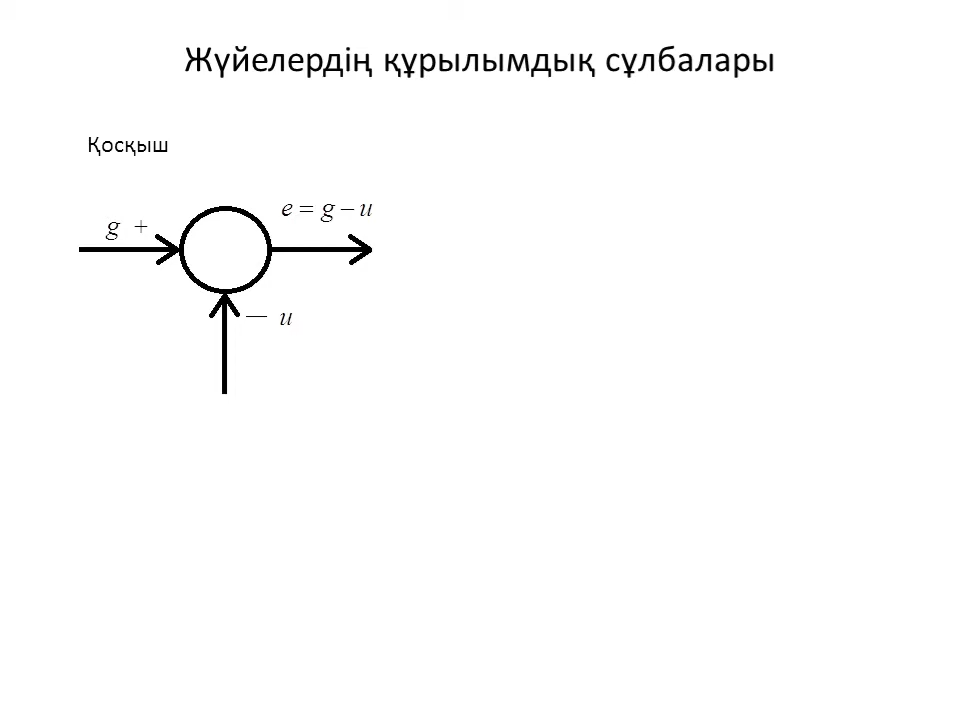 Жүйелердің құрылымдық сұлбалары
Қосқыш
e = g – u
g +
— u